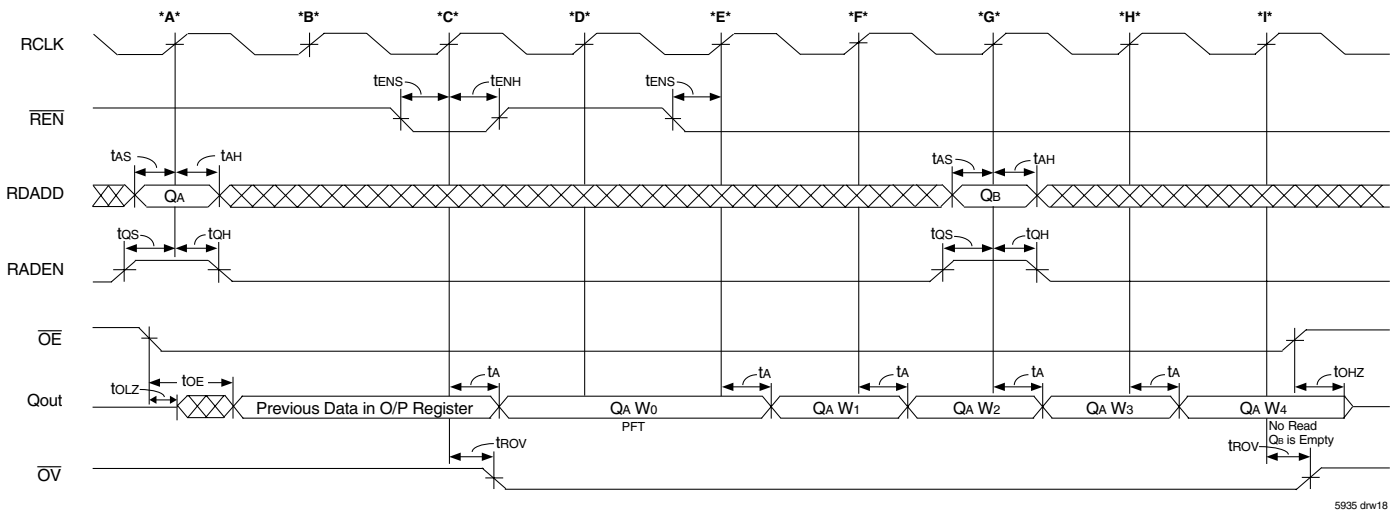 *A* *B* *C* *D* *E* *F* *G* *H* *I*
RCLK
tENS tENH tENS
REN
tAS tAH tAS tAH
RDADD QA QB
tQS tQH tQS tQH
RADEN
OE
tOLZ tOE tA tA tA tA tA tOHZ
Qout Previous Data in O/P Register QA W0 QA W1 QA W2 QA W3 QA W4
PFT No Read
QB is Empty
tROV tROV
OV
5935 drw18